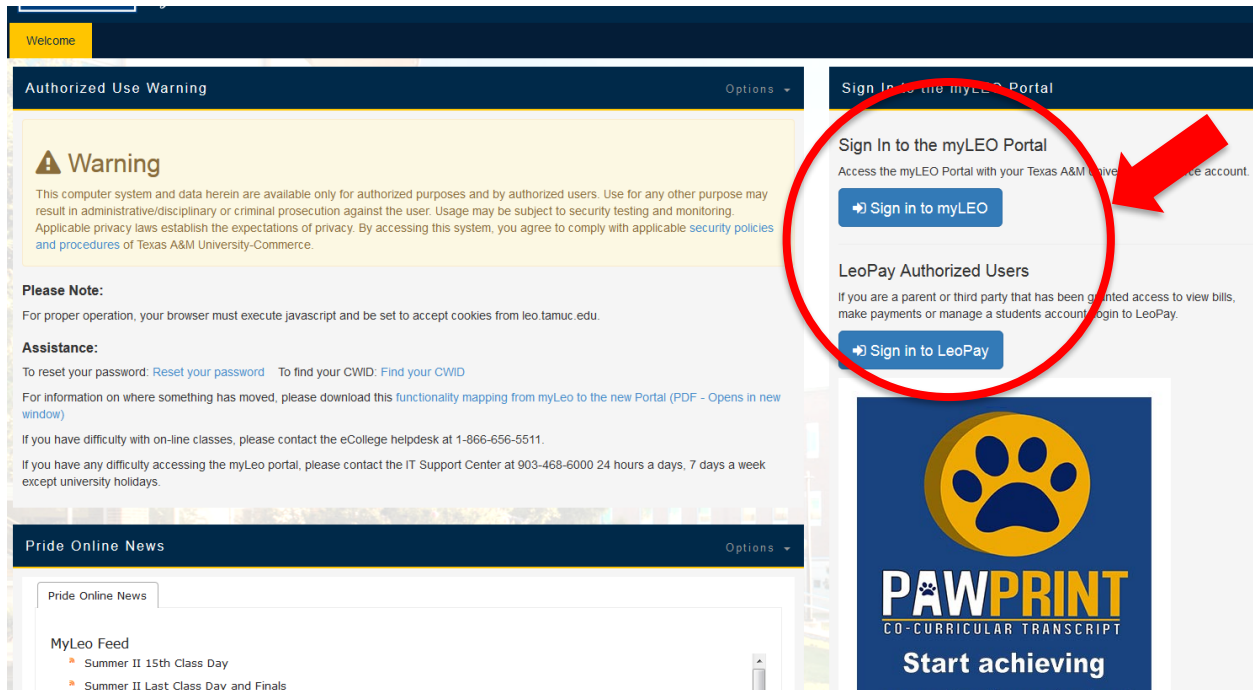 Welcome
Authorized Use Warning
Options
Warning
This computer system and data herein are available only for authorized purposes and by authorized users. Use for any other purpose may
result in administrative/disciplinary or criminal prosecution against the user. Usage may be subject to security testing and monitoring.
Applicable privacy laws establish the expectations of privacy. By accessing this system, you agree to comply with applicable security policies
and procedures of Texas A&M University-Commerce.
Please Note:
For proper operation, your browser must execute javascript and be set to accept cookies from leo.tamuc.edu.
Assistance:
To reset your password: Reset your password To find your CWID: Find your CWID
For information on where something has moved, please download this functionality mapping from myLeo to the new Portal (PDF - Opens in new
window)
If you have difficulty with on-line classes, please contact the eCollege helpdesk at 1-866-656-5511.
If you have any difficulty accessing the myLeo portal, please contact the IT Support Center at 903-468-6000 24 hours a days, 7 days a week
except university holidays.
Pride Online News
Options
Pride Online News
MyLeo Feed
Summer II 15th Class Day
Summer II Last Class Day and Finals
Sign In to the myLEO Portal
Sign In to the myLEO Portal
Access the myLEO Portal with your Texas A&M account.
Sign in to myLEO
LeoPay Authorized Users
If you are a parent or third party that has been granted access to view bills,
make payments or manage a students account login to LeoPay.
Sign in to LeoPay
PAWPRINT
CO-CURRICULAR TRANSCRIPT
Start achieving